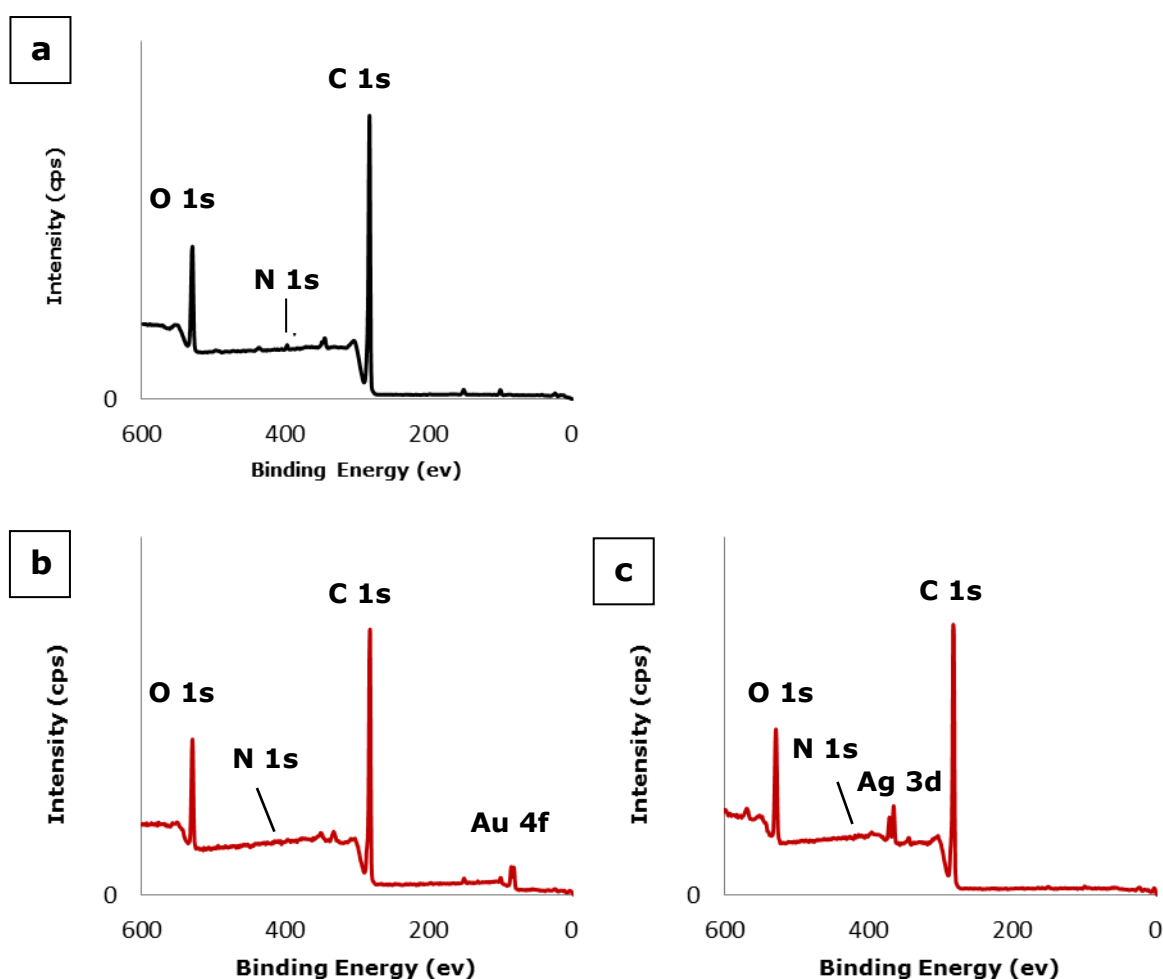 a
C 1s
O 1s
N 1s
Intensity (cps)
0
600 400 200 0
Binding Energy (ev)
b
C 1s
O 1s
N 1s
Au 4f
Intensity (cps)
0
600 400 200 0
Binding Energy (ev)
c
C 1s
O 1s
N 1s
Ag 3d
Intensity (cps)
0
600 400 200 0
Binding Energy (ev)